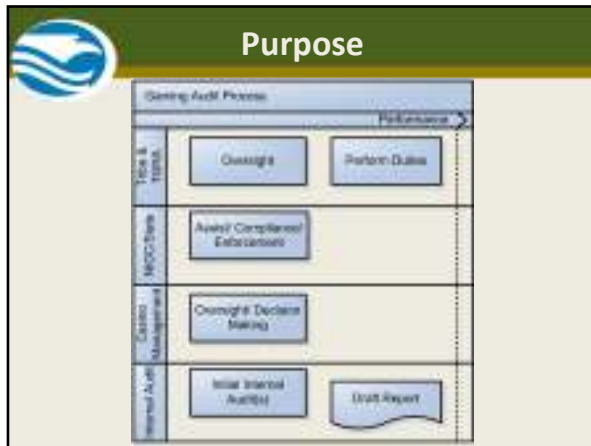 Purpose
Gaming Audit Process
Performance
Tribe &
TGRA
Oversight
Perform Duties
NIGC/State
Assist/ Compliance/
Enforcement
Casino
Management
Oversight/ Decision
Making
Internal Audit
Initial Internal
Audit(s)
Draft Report